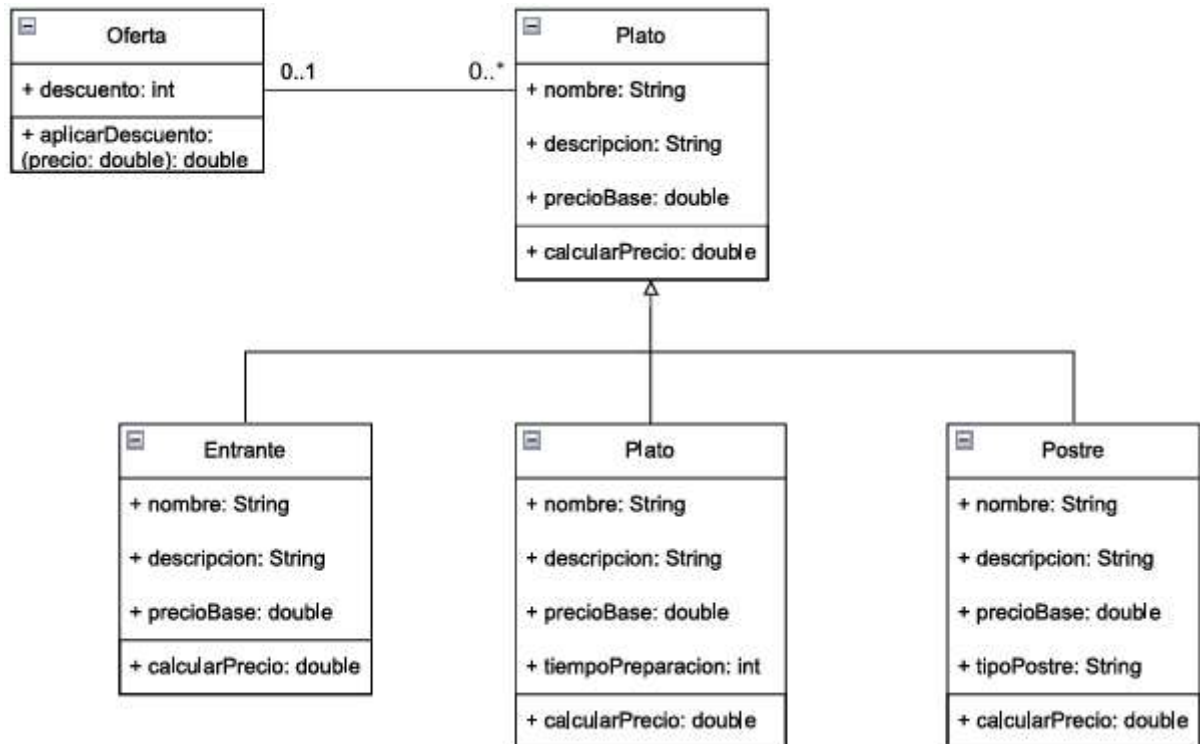 Oferta
+ descuento: int
+ aplicarDescuento:
(precio: double): double
0..1
0..*
Plato
+ nombre: String
+ descripcion: String
+ precioBase: double
+ calcularPrecio: double
Entrante
+ nombre: String
+ descripcion: String
+ precioBase: double
+ calcularPrecio: double
Plato
+ nombre: String
+ descripcion: String
+ precioBase: double
+ tiempoPreparacion: int
+ calcularPrecio: double
Postre
+ nombre: String
+ descripcion: String
+ precioBase: double
+ tipoPostre: String
+ calcularPrecio: double